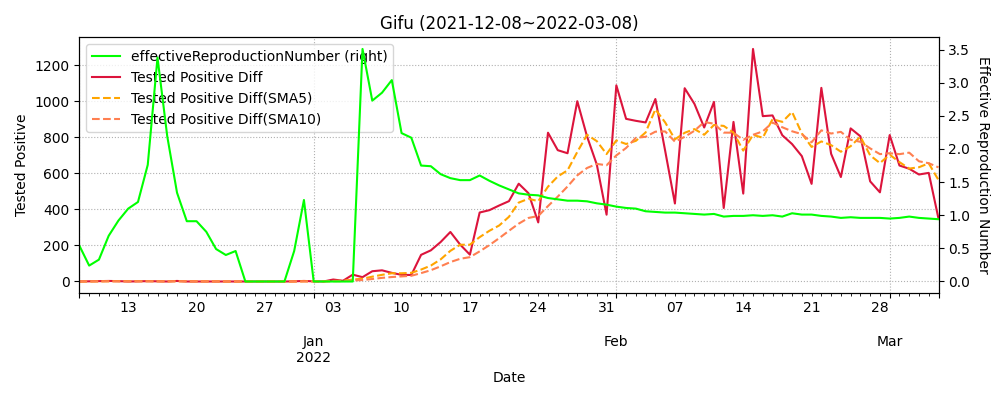 Gifu (2021-12-08~2022-03-08)
effectiveReproductionNumber (right)
Tested Positive Diff
Tested Positive Diff(SMA5)
Tested Positive Diff(SMA10)
Tested Positive
1200
1000
800
600
400
200
0
3.5
3.0
2.5
2.0
1.5
1.0
0.5
0.0
Effective Reproduction Number
13 20 27 03 10 17 24 31 07 14 21 28
Jan Feb Mar
2022
Date